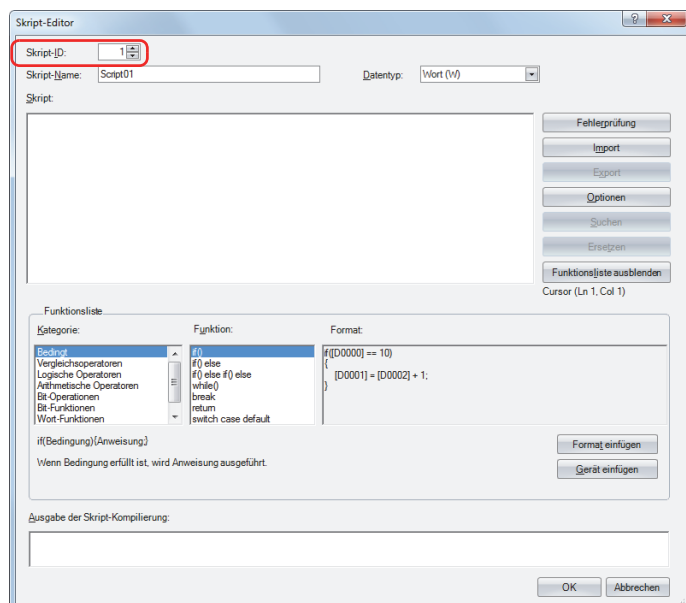 Skript-Editor
Skript-ID: 1
Skript-Name: Script01 Datentyp: Wort (W)
Skript:
Fehlerprüfung
Import
Export
Optionen
Suchen
Ersetzen
Funktionsliste ausblenden
Cursor (Ln 1, Col 1)
Funktionsliste
Kategorie: Funktion: Format:
Bedingt
Vergleichsoperatoren
Logische Operatoren
Arithmetische Operatoren
Bit-Operationen
Bit-Funktionen
Wort-Funktionen
if()
if() else
if() else if() else
while()
break
return
switch case default
if([D0000] == 10)
{
[D0001] = [D0002] + 1;
}
if(Bedingung){Anweisung;}
Wenn Bedingung erfüllt ist, wird Anweisung ausgeführt.
Format einfügen
Gerät einfügen
Ausgabe der Skript-Kompilierung:
OK Abbrechen